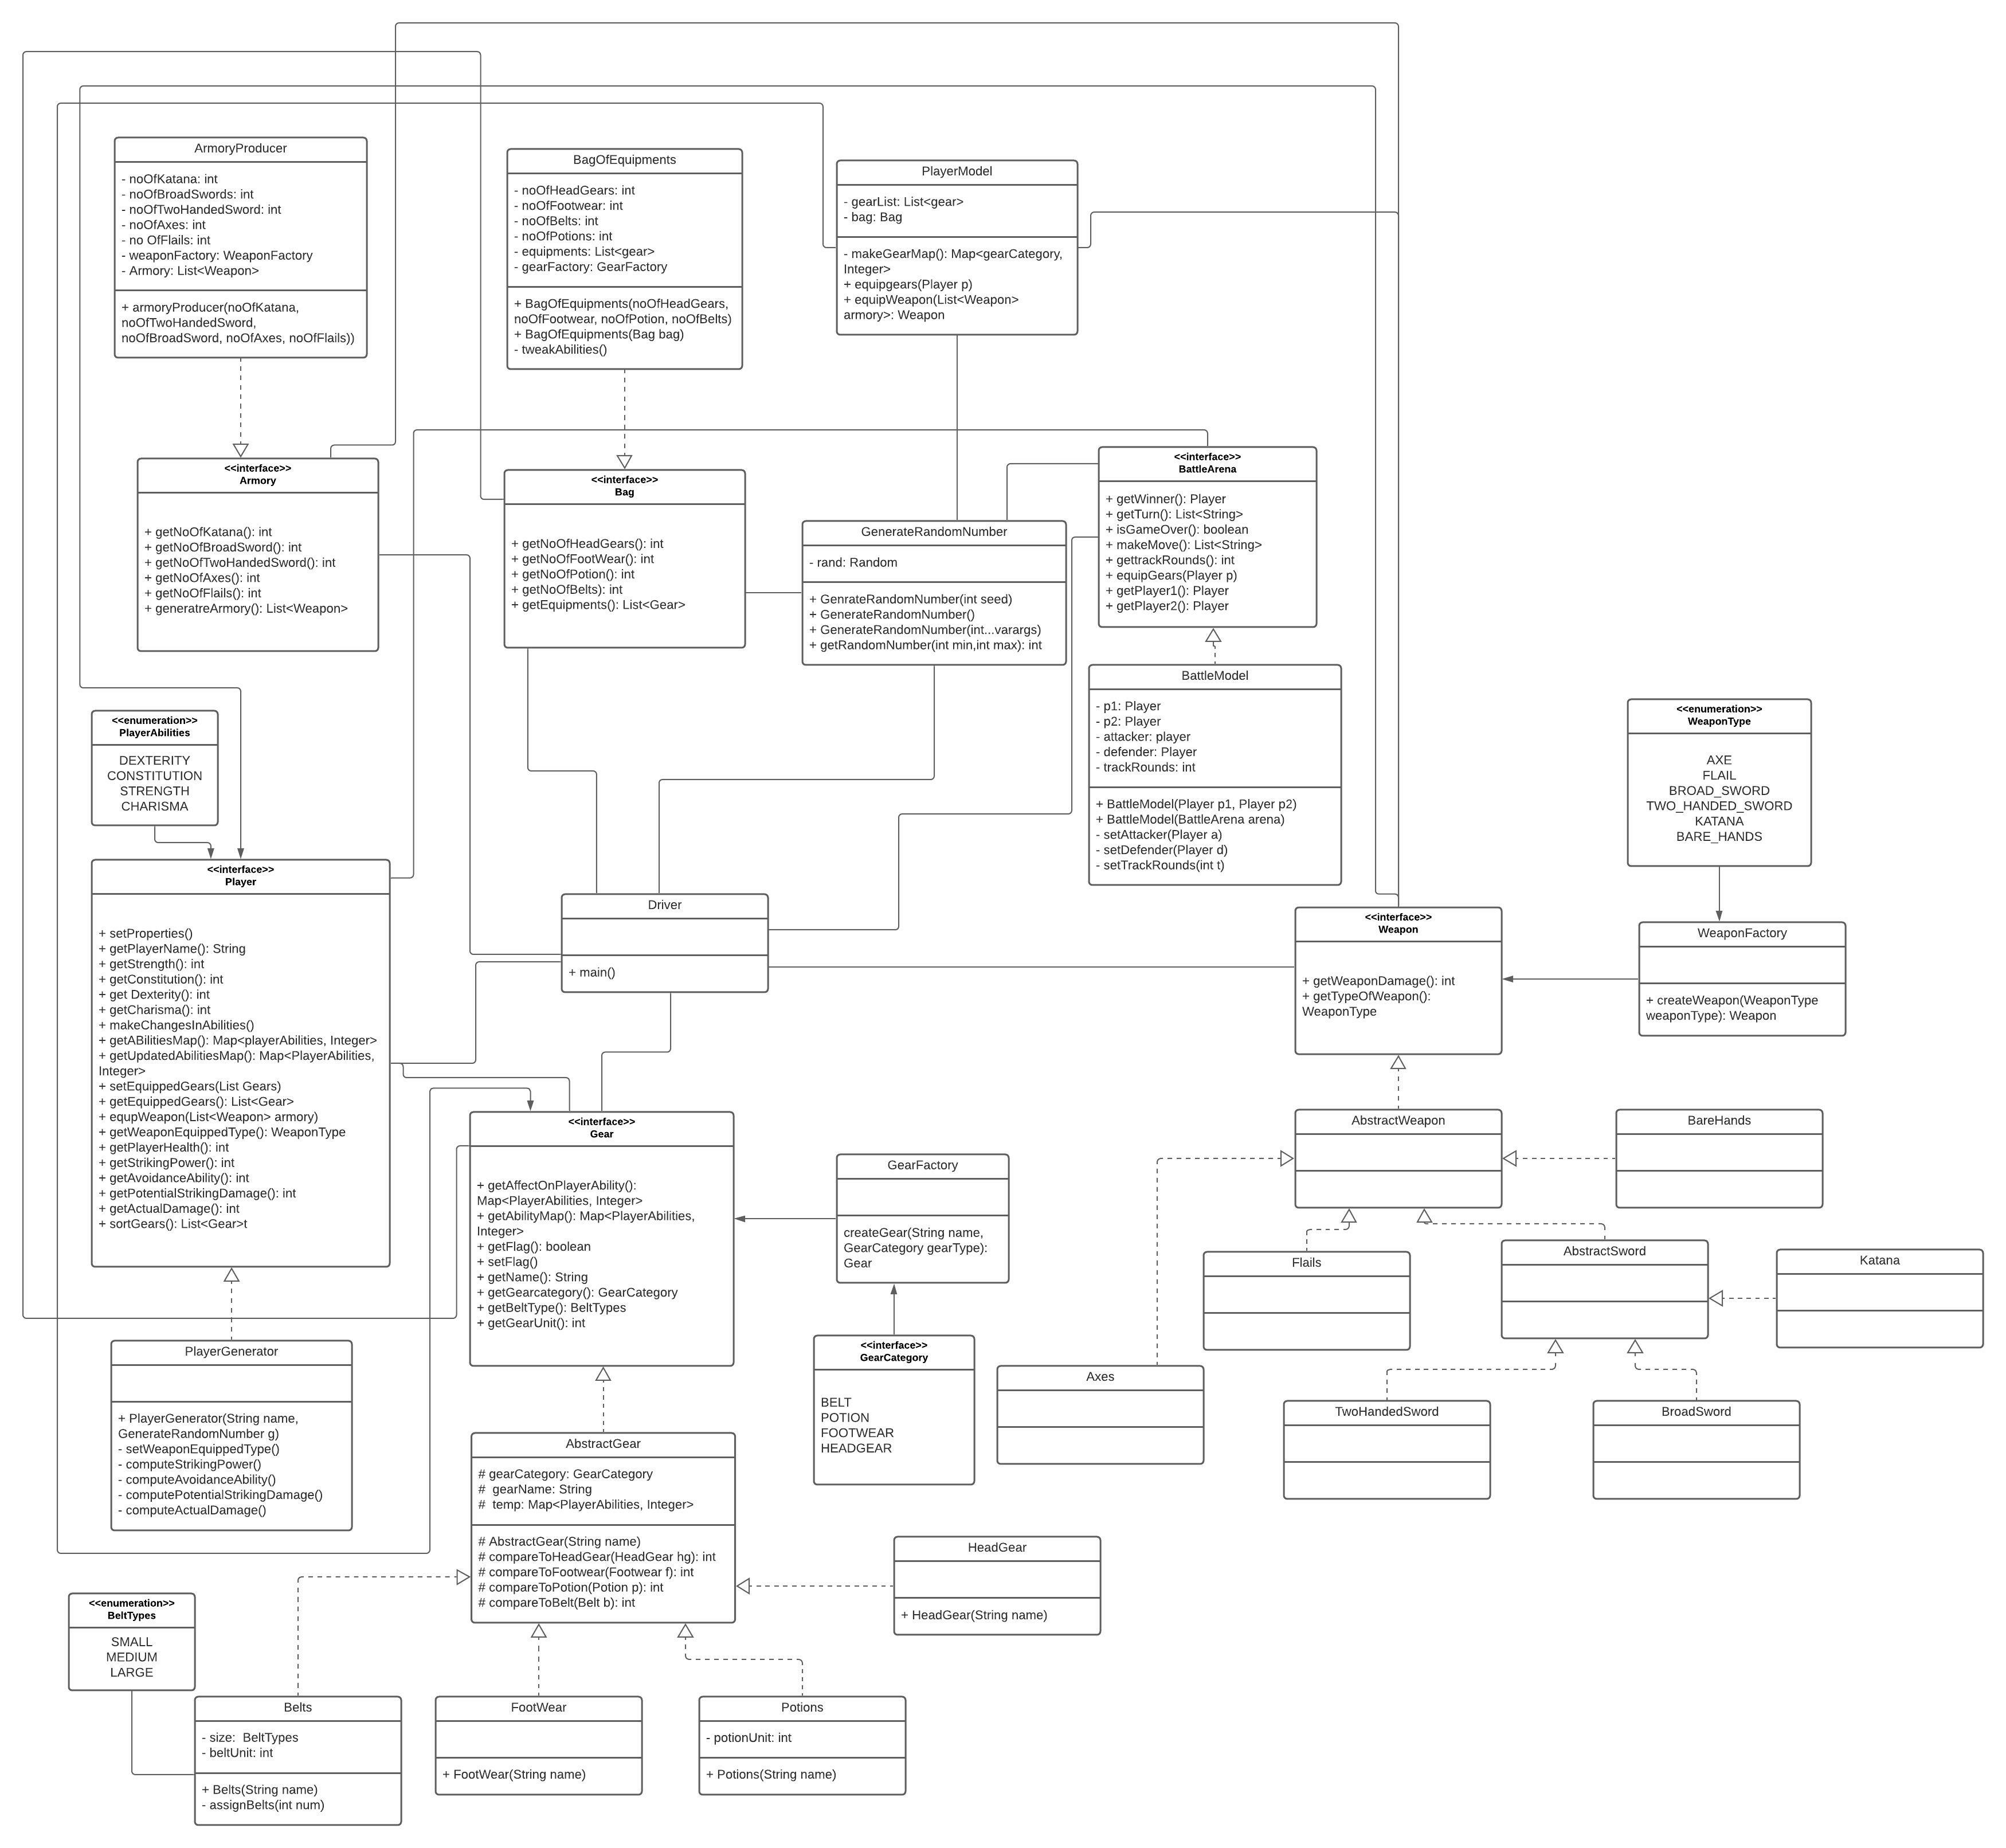 ArmoryProducer
- noOfKatana: int
- noOfBroadSwords: int
- noOfTwoHandedSword: int
- noOfAxes: int
- no OfFlails: int
- weaponFactory: WeaponFactory
- Armory: List<Weapon>
+ armoryProducer(noOfKatana,
noOfTwoHandedSword,
noOfBroadSword, noOfAxes, noOfFlails))
BagOfEquipments
- noOfHeadGears: int
- noOfFootwear: int
- noOfBelts: int
- noOfPotions: int
- equipments: List<gear>
- gearFactory: GearFactory
+ BagOfEquipments(noOfHeadGears,
noOfFootwear, noOfPotion, noOfBelts)
+ BagOfEquipments(Bag bag)
- tweakAbilities()
PlayerModel
- gearList: List<gear>
- bag: Bag
- makeGearMap(): Map<gearCategory,
Integer>
+ equipgears(Player p)
+ equipWeapon(List<Weapon>
armory>: Weapon
<<interface>>
Armory
+ getNoOfKatana(): int
+ getNoOfBroadSword(): int
+ getNoOfTwoHandedSword(): int
+ getNoOfAxes(): int
+ getNoOfFlails(): int
+ generatreArmory(): List<Weapon>
<<interface>>
Bag
+ getNoOfHeadGears(): int
+ getNoOfFootWear(): int
+ getNoOfPotion(): int
+ getNoOfBelts): int
+ getEquipments(): List<Gear>
GenerateRandomNumber
- rand: Random
+ GenrateRandomNumber(int seed)
+ GenerateRandomNumber()
+ GenerateRandomNumber(int...varargs)
+ getRandomNumber(int min,int max): int
<<interface>>
BattleArena
+ getWinner(): Player
+ getTurn(): List<String>
+ isGameOver(): boolean
+ makeMove(): List<String>
+ gettrackRounds(): int
+ equipGears(Player p)
+ getPlayer1(): Player
+ getPlayer2(): Player
BattleModel
- p1: Player
- p2: Player
- attacker: player
- defender: Player
- trackRounds: int
+ BattleModel(Player p1, Player p2)
+ BattleModel(BattleArena arena)
- setAttacker(Player a)
- setDefender(Player d)
- setTrackRounds(int t)
<<enumeration>>
WeaponType
AXE
FLAIL
BROAD_SWORD
TWO_HANDED_SWORD
KATANA
BARE_HANDS
<<enumeration>>
PlayerAbilities
DEXTERITY
CONSTITUTION
STRENGTH
CHARISMA
<<interface>>
Player
+ setProperties()
+ getPlayerName(): String
+ getStrength(): int
+ getConstitution(): int
+ get Dexterity(): int
+ getCharisma(): int
+ makeChangesInAbilities()
+ getABilitiesMap(): Map<playerAbilities, Integer>
+ getUpdatedAbilitiesMap(): Map<PlayerAbilities,
Integer>
+ setEquippedGears(List Gears)
+ getEquippedGears(): List<Gear>
+ equpWeapon(List<Weapon> armory)
+ getWeaponEquippedType(): WeaponType
+ getPlayerHealth(): int
+ getStrikingPower(): int
+ getAvoidanceAbility(): int
+ getPotentialStrikingDamage(): int
+ getActualDamage(): int
+ sortGears(): List<Gear>t
Driver
+ main()
<<interface>>
Weapon
+ getWeaponDamage(): int
+ getTypeOfWeapon():
WeaponType
WeaponFactory
+ createWeapon(WeaponType
weaponType): Weapon
<<interface>>
Gear
+ getAffectOnPlayerAbility():
Map<PlayerAbilities, Integer>
+ getAbilityMap(): Map<PlayerAbilities,
Integer>
+ getFlag(): boolean
+ setFlag()
+ getName(): String
+ getGearcategory(): GearCategory
+ getBeltType(): BeltTypes
+ getGearUnit(): int
GearFactory
createGear(String name,
GearCategory gearType):
Gear
<<interface>>
GearCategory
BELT
POTION
FOOTWEAR
HEADGEAR
AbstractWeapon
BareHands
Flails
AbstractSword
Katana
Axes
TwoHandedSword
BroadSword
PlayerGenerator
+ PlayerGenerator(String name,
GenerateRandomNumber g)
- setWeaponEquippedType()
- computeStrikingPower()
- computeAvoidanceAbility()
- computePotentialStrikingDamage()
- computeActualDamage()
AbstractGear
# gearCategory: GearCategory
#  gearName: String
#  temp: Map<PlayerAbilities, Integer>
# AbstractGear(String name)
# compareToHeadGear(HeadGear hg): int
# compareToFootwear(Footwear f): int
# compareToPotion(Potion p): int
# compareToBelt(Belt b): int
HeadGear
+ HeadGear(String name)
<<enumeration>>
BeltTypes
SMALL
MEDIUM
LARGE
Belts
- size:  BeltTypes
- beltUnit: int
+ Belts(String name)
- assignBelts(int num)
FootWear
+ FootWear(String name)
Potions
- potionUnit: int
+ Potions(String name)